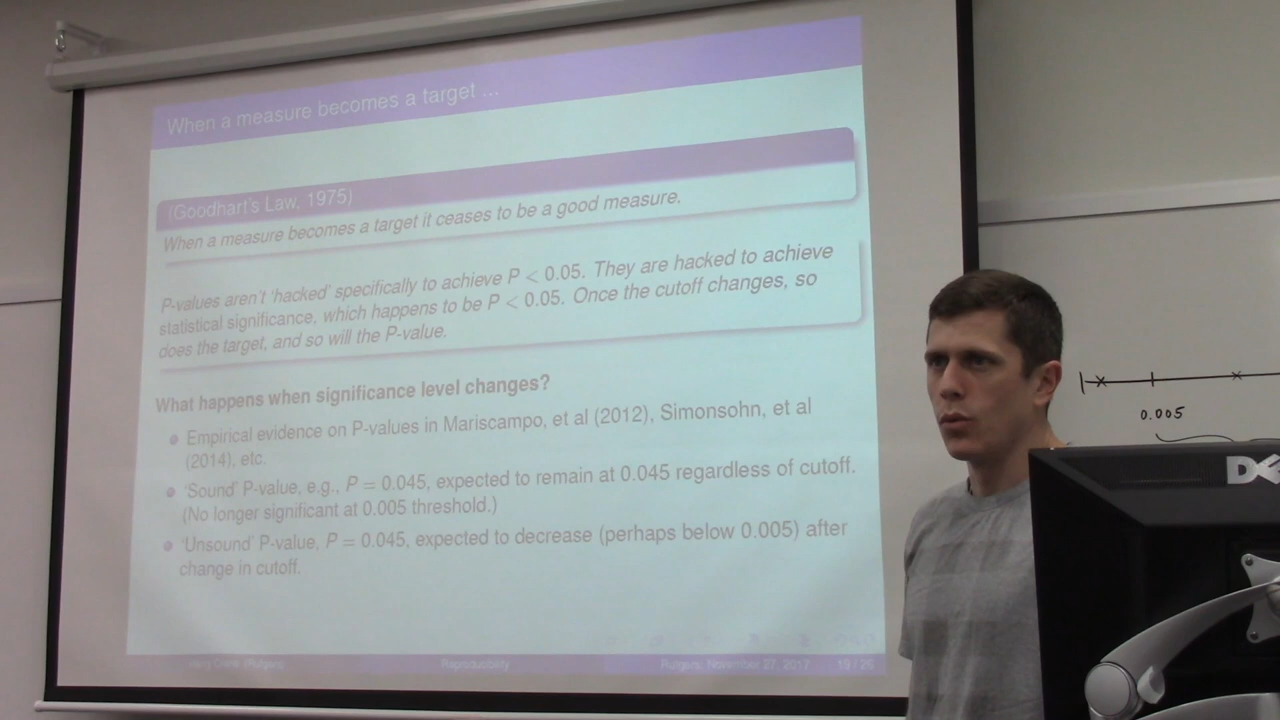 When a measure becomes a target ...
(Goodhart's Law, 1975)
When a measure becomes a target it ceases to be a good measure.
P-values aren't 'hacked' specifically to achieve P < 0.05. They are hacked to achieve
statistical significance, which happens to be P < 0.05. Once the cutoff changes, so
does the target, and so will the P-value.
What happens when significance level changes?
Empirical evidence on P-values in Mariscampo, et al (2012), Simonsohn, et al
(2014), etc.
'Sound' P-value, e.g., P = 0.045, expected to remain at 0.045 regardless of cutoff.
(No longer significant at 0.005 threshold.)
'Unsound' P-value, P = 0.045, expected to decrease (perhaps below 0.005) after
change in cutoff.
Harry Crane (Rutgers) Reproducibility Rutgers, November 27, 2017 19 / 25
0.005